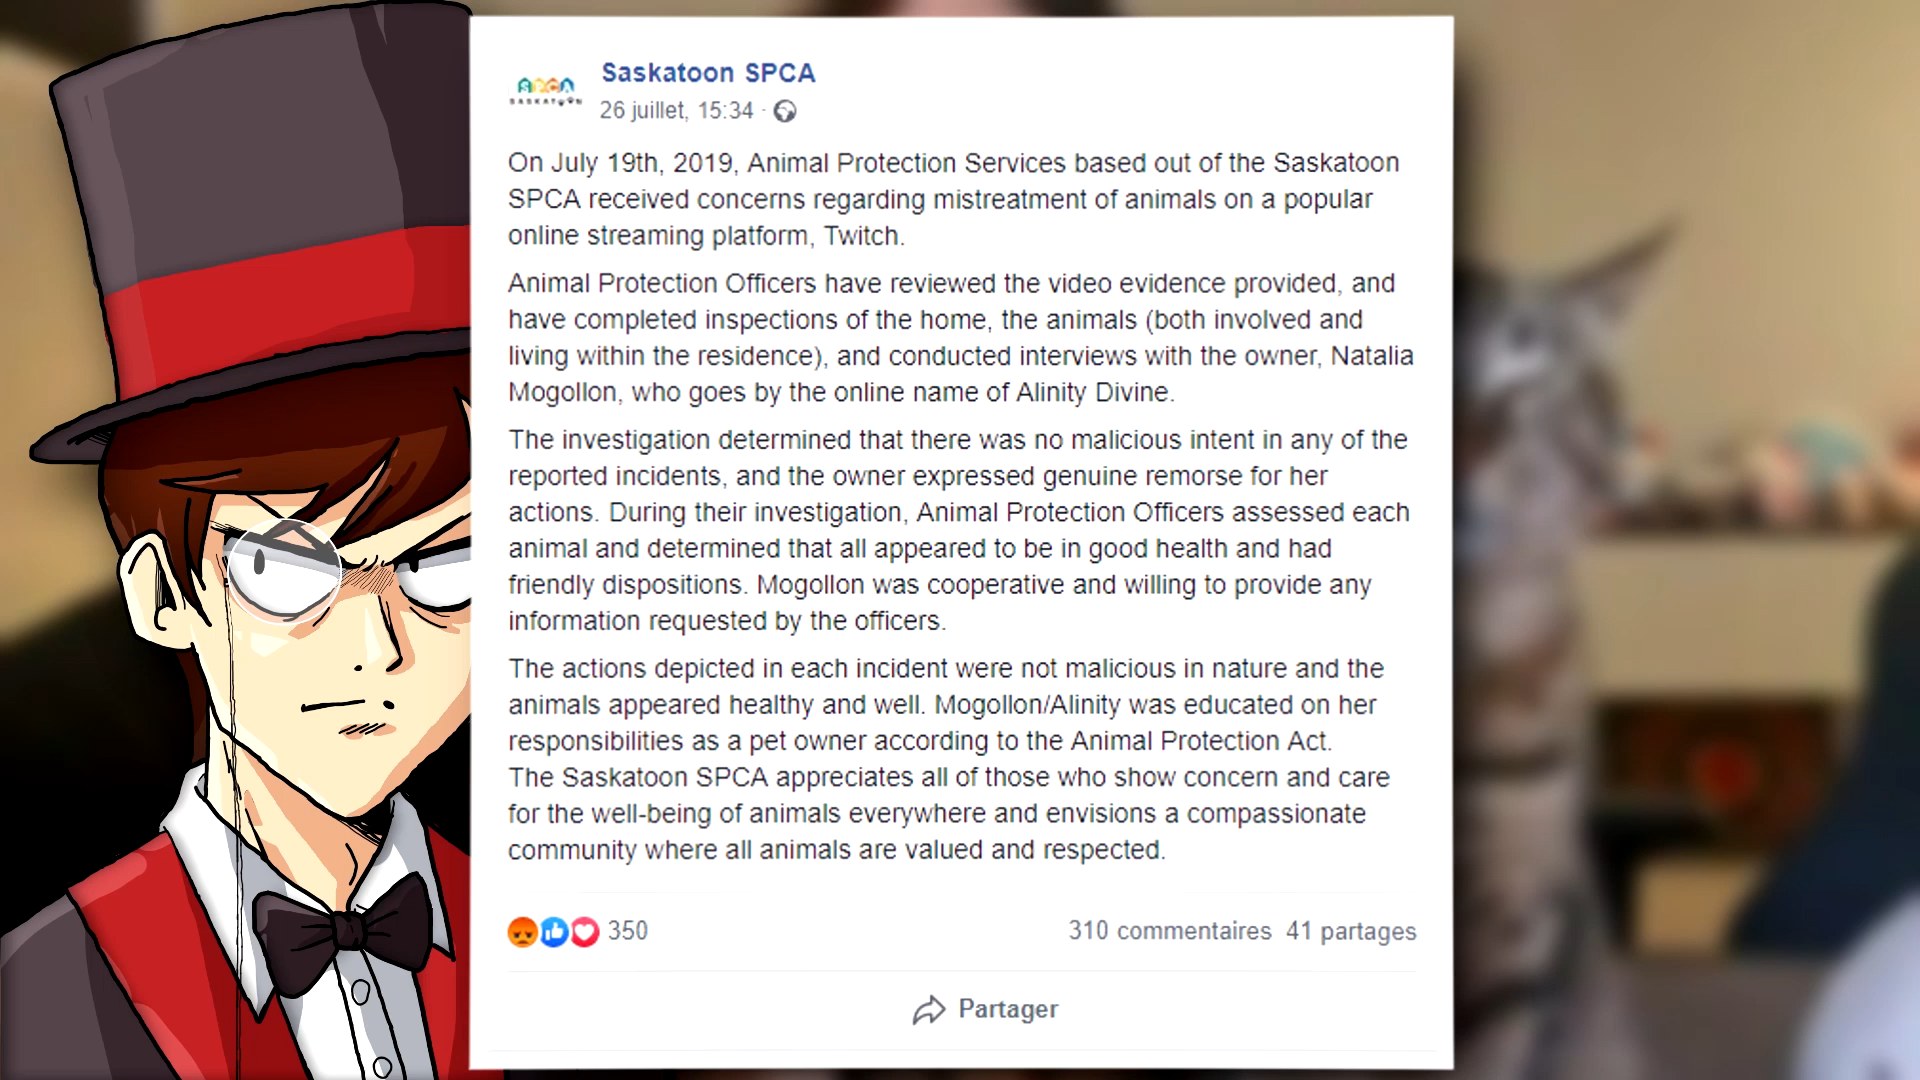 SPCA
SASKATOON
Saskatoon SPCA
26 juillet, 15:34 ·
On July 19th, 2019, Animal Protection Services based out of the Saskatoon
SPCA received concerns regarding mistreatment of animals on a popular
online streaming platform, Twitch.
Animal Protection Officers have reviewed the video evidence provided, and
have completed inspections of the home, the animals (both involved and
living within the residence), and conducted interviews with the owner, Natalia
Mogollon, who goes by the online name of Alinity Divine.
The investigation determined that there was no malicious intent in any of the
reported incidents, and the owner expressed genuine remorse for her
actions. During their investigation, Animal Protection Officers assessed each
animal and determined that all appeared to be in good health and had
friendly dispositions. Mogollon was cooperative and willing to provide any
information requested by the officers.
The actions depicted in each incident were not malicious in nature and the
animals appeared healthy and well. Mogollon/Alinity was educated on her
responsibilities as a pet owner according to the Animal Protection Act.
The Saskatoon SPCA appreciates all of those who show concern and care
for the well-being of animals everywhere and envisions a compassionate
community where all animals are valued and respected.
350
310 commentaires 41 partages
Partager